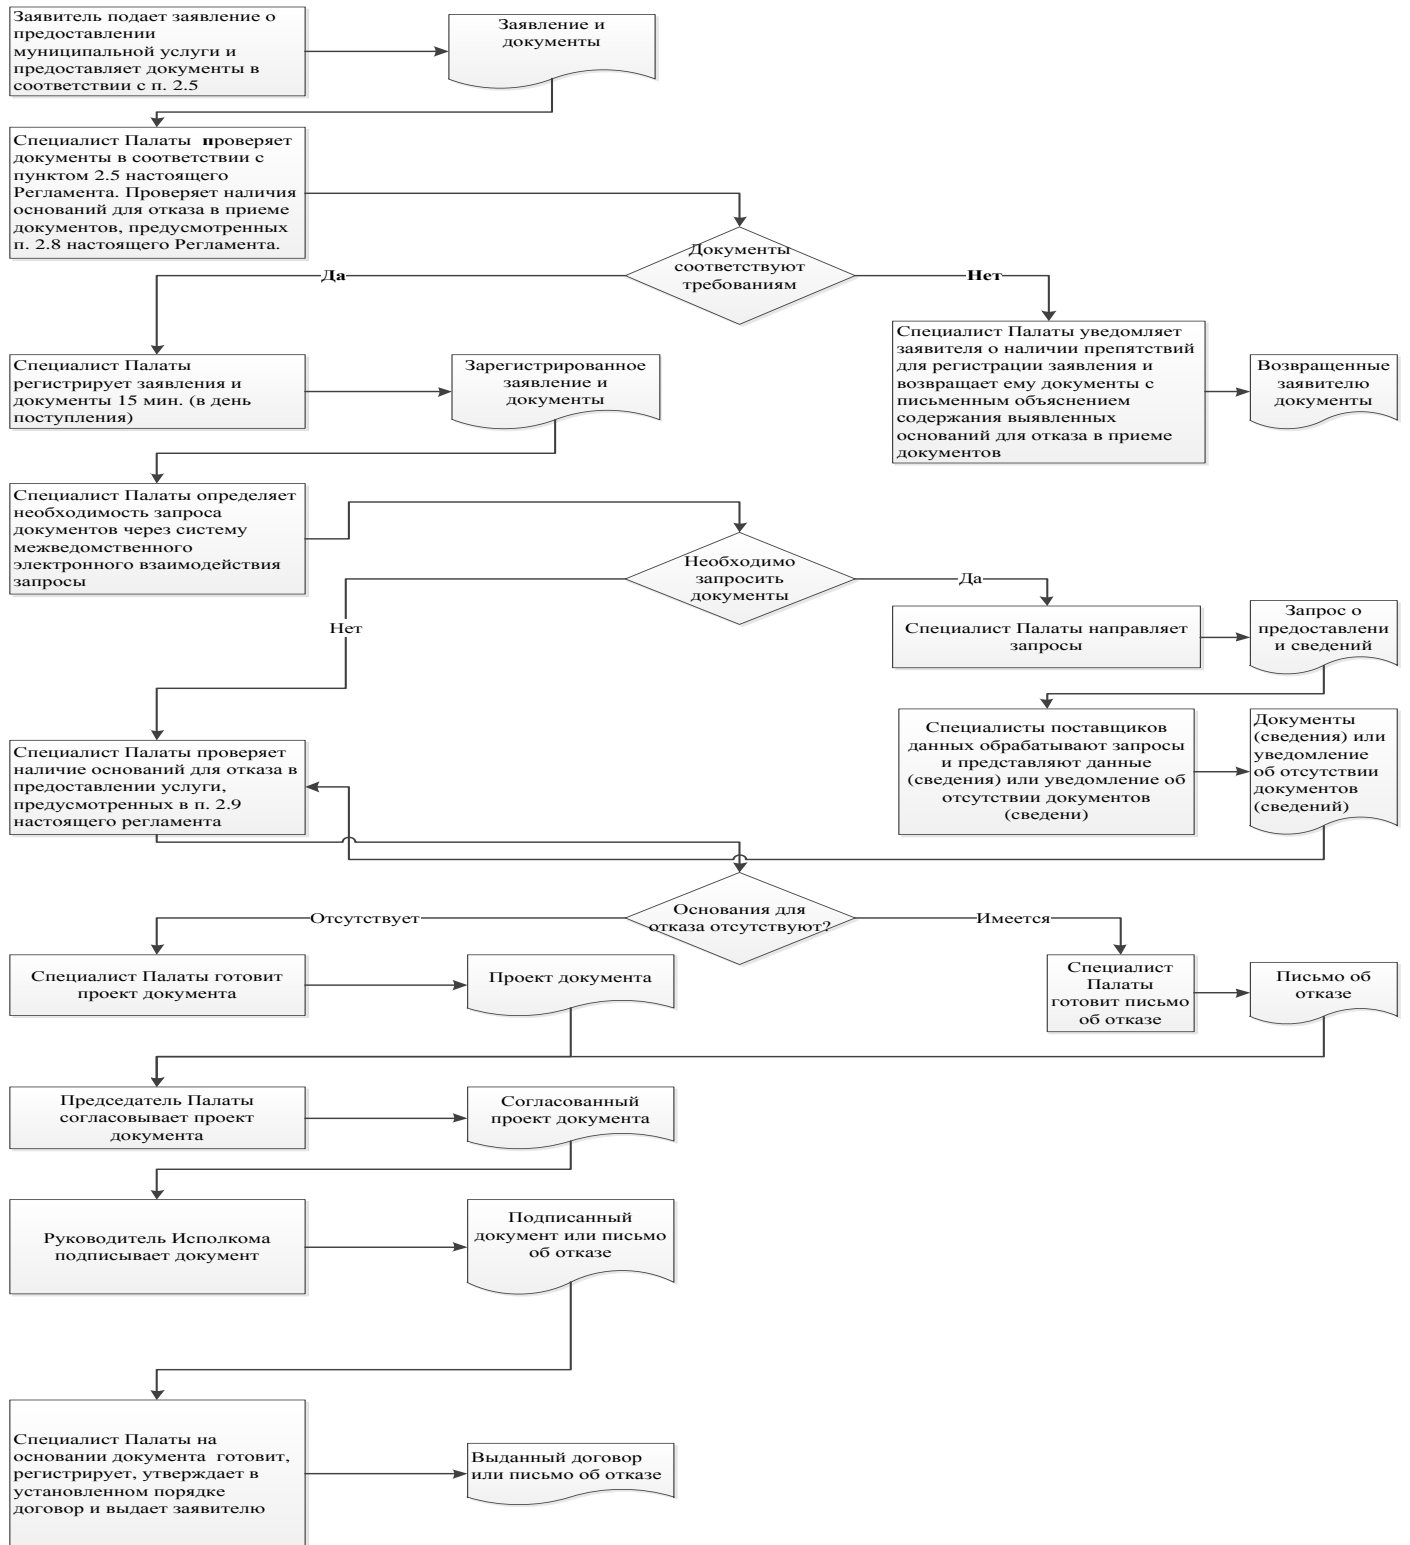 Заявитель подает заявление о
предоставлении
муниципальной услуги и
предоставляет документы в
соответствии с п. 2.5
Заявление и
документы
Специалист Палаты проверяет
документы в соответствии с
пунктом 2.5 настоящего
Регламента. Проверяет наличия
оснований для отказа в приеме
документов, предусмотренных
п. 2.8 настоящего Регламента.
Документы
соответствуют
требованиям
Да
Нет
Специалист Палаты
регистрирует заявления и
документы 15 мин. (в день
поступления)
Зарегистрированное
заявление и
документы
Специалист Палаты уведомляет
заявителя о наличии препятствий
для регистрации заявления и
возвращает ему документы с
письменным объяснением
содержания выявленных
оснований для отказа в приеме
документов
Возвращенные
заявителю
документы
Специалист Палаты определяет
необходимость запроса
документов через систему
межведомственного
электронного взаимодействия
запросы
Необходимо
запросить
документы
Да
Нет
Специалист Палаты направляет
запросы
Запрос о
предоставлени
и сведений
Специалисты поставщиков
данных обрабатывают запросы
и представляют данные
(сведения) или уведомление об
отсутствии документов
(сведени)
Документы
(сведения) или
уведомление
об отсутствии
документов
(сведений)
Специалист Палаты проверяет
наличие оснований для отказа в
предоставлении услуги,
предусмотренных в п. 2.9
настоящего регламента
Основания для
отказа отсутствуют?
Отсутствует
Имеется
Специалист Палаты готовит
проект документа
Проект документа
Специалист
Палаты
готовит письмо
об отказе
Письмо об
отказе
Председатель Палаты
согласовывает проект
документа
Согласованный
проект документа
Руководитель Исполкома
подписывает документ
Подписанный
документ или письмо
об отказе
Специалист Палаты на
основании документа готовит,
регистрирует, утверждает в
установленном порядке
договор и выдает заявителю
Выданный договор
или письмо об отказе